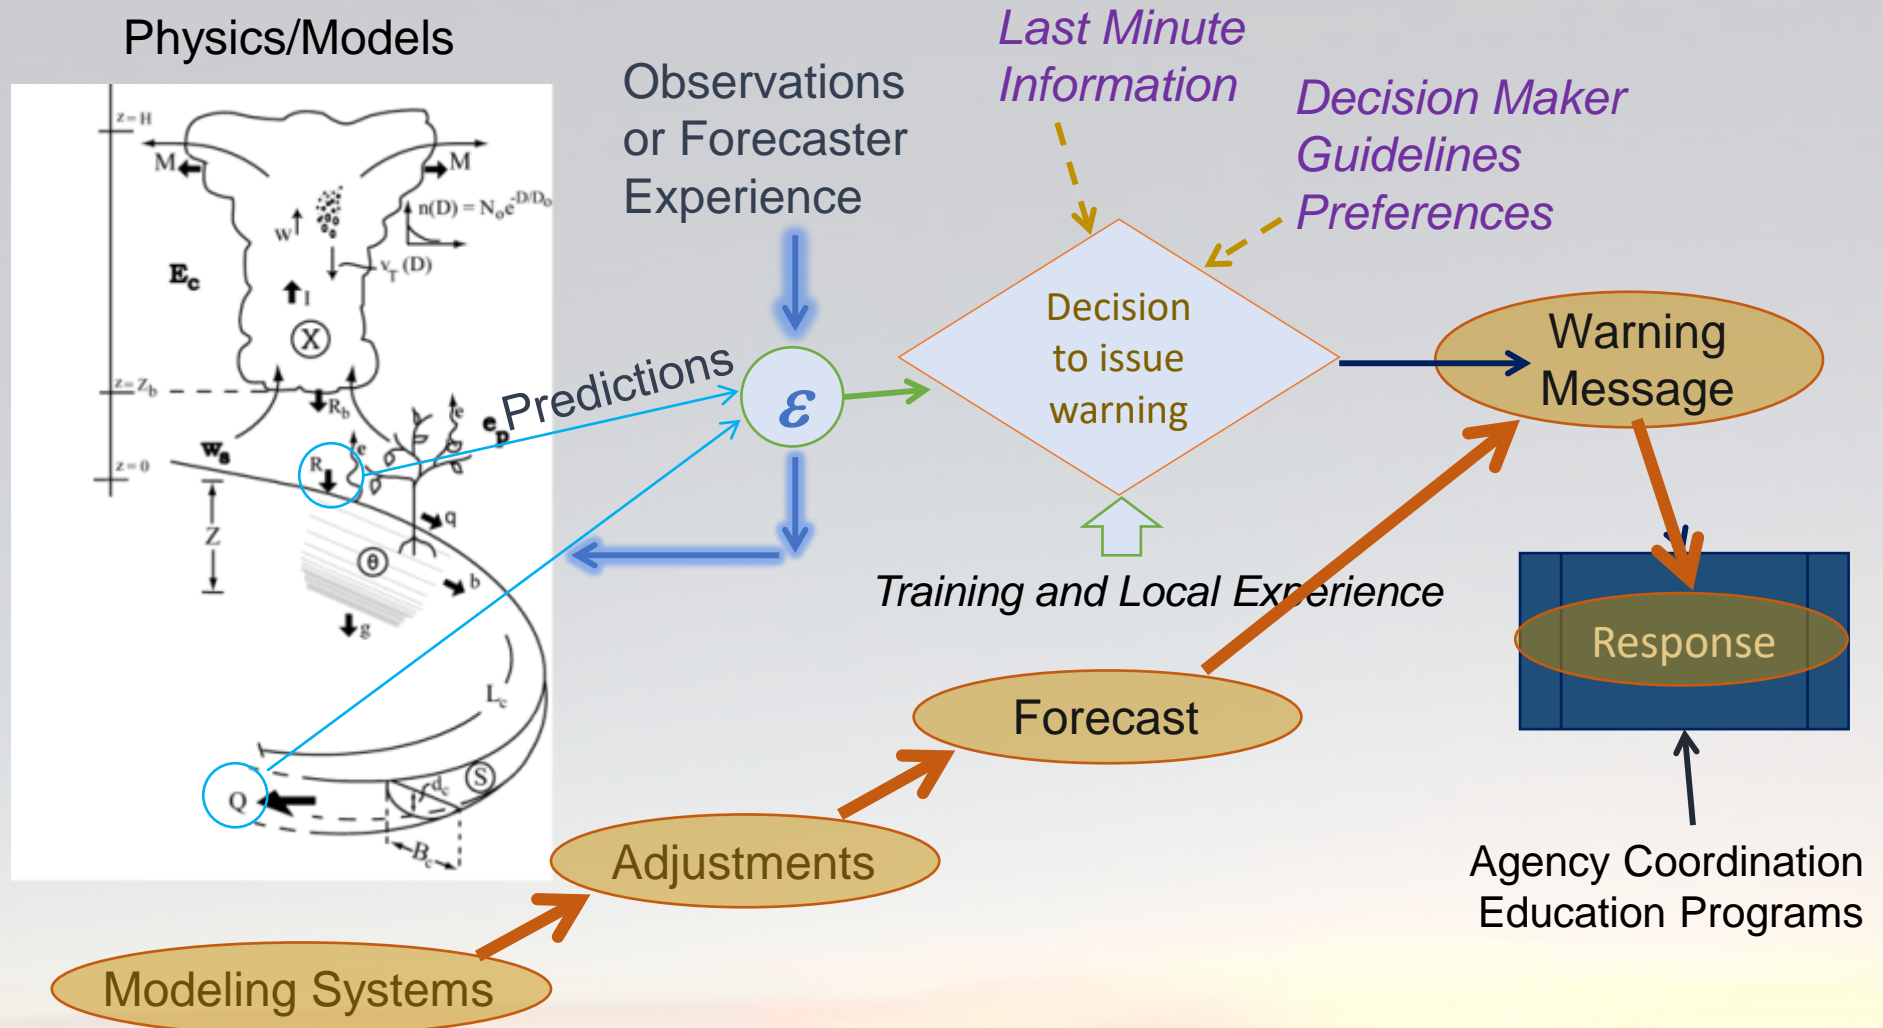 Physics/Models
z = H
M
M
n(D) = Nₒe^-D/Dₒ
w
v_T (D)
E_c
I
X
z = Z_b
R_b
e
e_p
w_s
e
z = 0
R
q
Z
θ
b
g
L_c
S
d_c
Q
B_c
Observations
or Forecaster
Experience
Predictions
ε
Last Minute
Information
Decision Maker
Guidelines
Preferences
Decision
to issue
warning
Training and Local Experience
Warning
Message
Response
Agency Coordination
Education Programs
Forecast
Adjustments
Modeling Systems